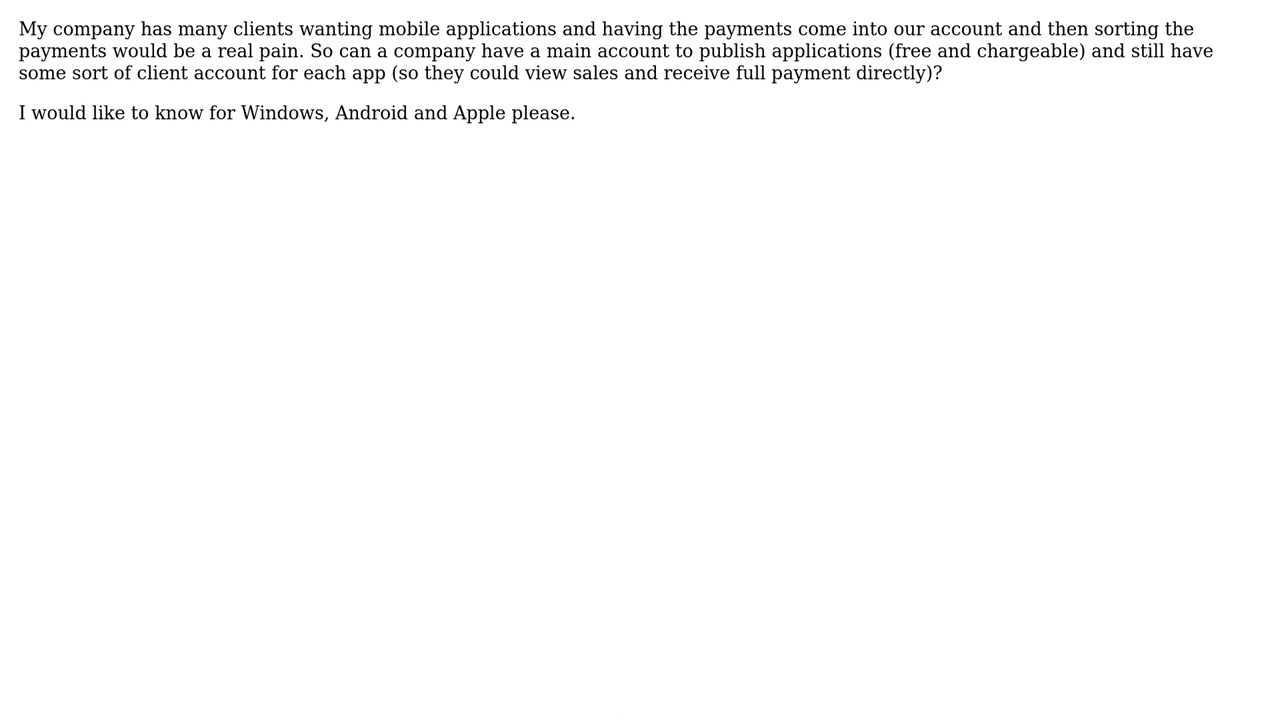 My company has many clients wanting mobile applications and having the payments come into our account and then sorting the
payments would be a real pain. So can a company have a main account to publish applications (free and chargeable) and still have
some sort of client account for each app (so they could view sales and receive full payment directly)?
I would like to know for Windows, Android and Apple please.